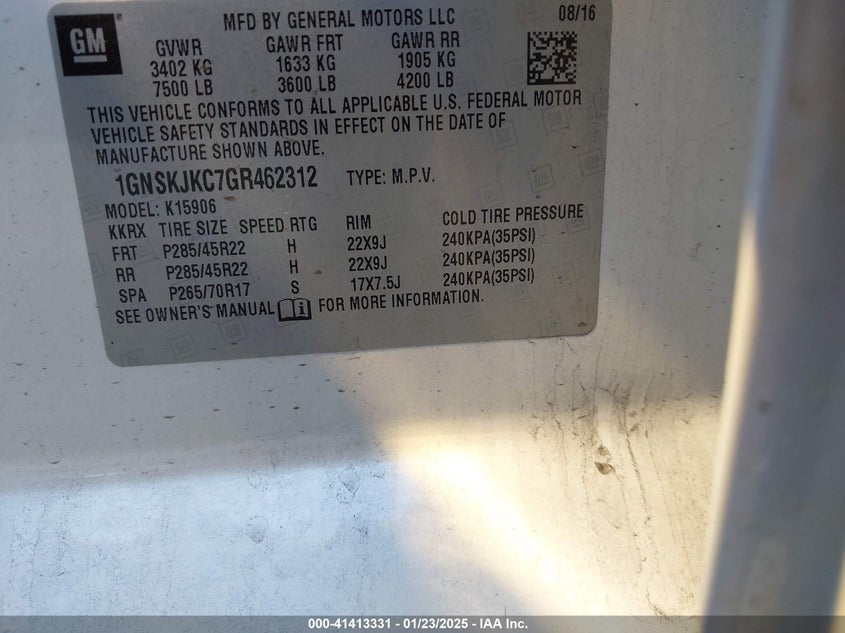 GM
MFD BY GENERAL MOTORS LLC 08/16
GVWR GAWR FRT GAWR RR
3402 KG 1633 KG 1905 KG
7500 LB 3600 LB 4200 LB
THIS VEHICLE CONFORMS TO ALL APPLICABLE U.S. FEDERAL MOTOR
VEHICLE SAFETY STANDARDS IN EFFECT ON THE DATE OF
MANUFACTURE SHOWN ABOVE.
1GNSKJKC7GR462312 TYPE: M.P.V.
MODEL: K15906
KKRX TIRE SIZE SPEED RTG RIM COLD TIRE PRESSURE
FRT P285/45R22 H 22X9J 240KPA(35PSI)
RR P285/45R22 H 22X9J 240KPA(35PSI)
SPA P265/70R17 S 17X7.5J 240KPA(35PSI)
SEE OWNER'S MANUAL FOR MORE INFORMATION.
000-41413331 - 01/23/2025 - IAA Inc.